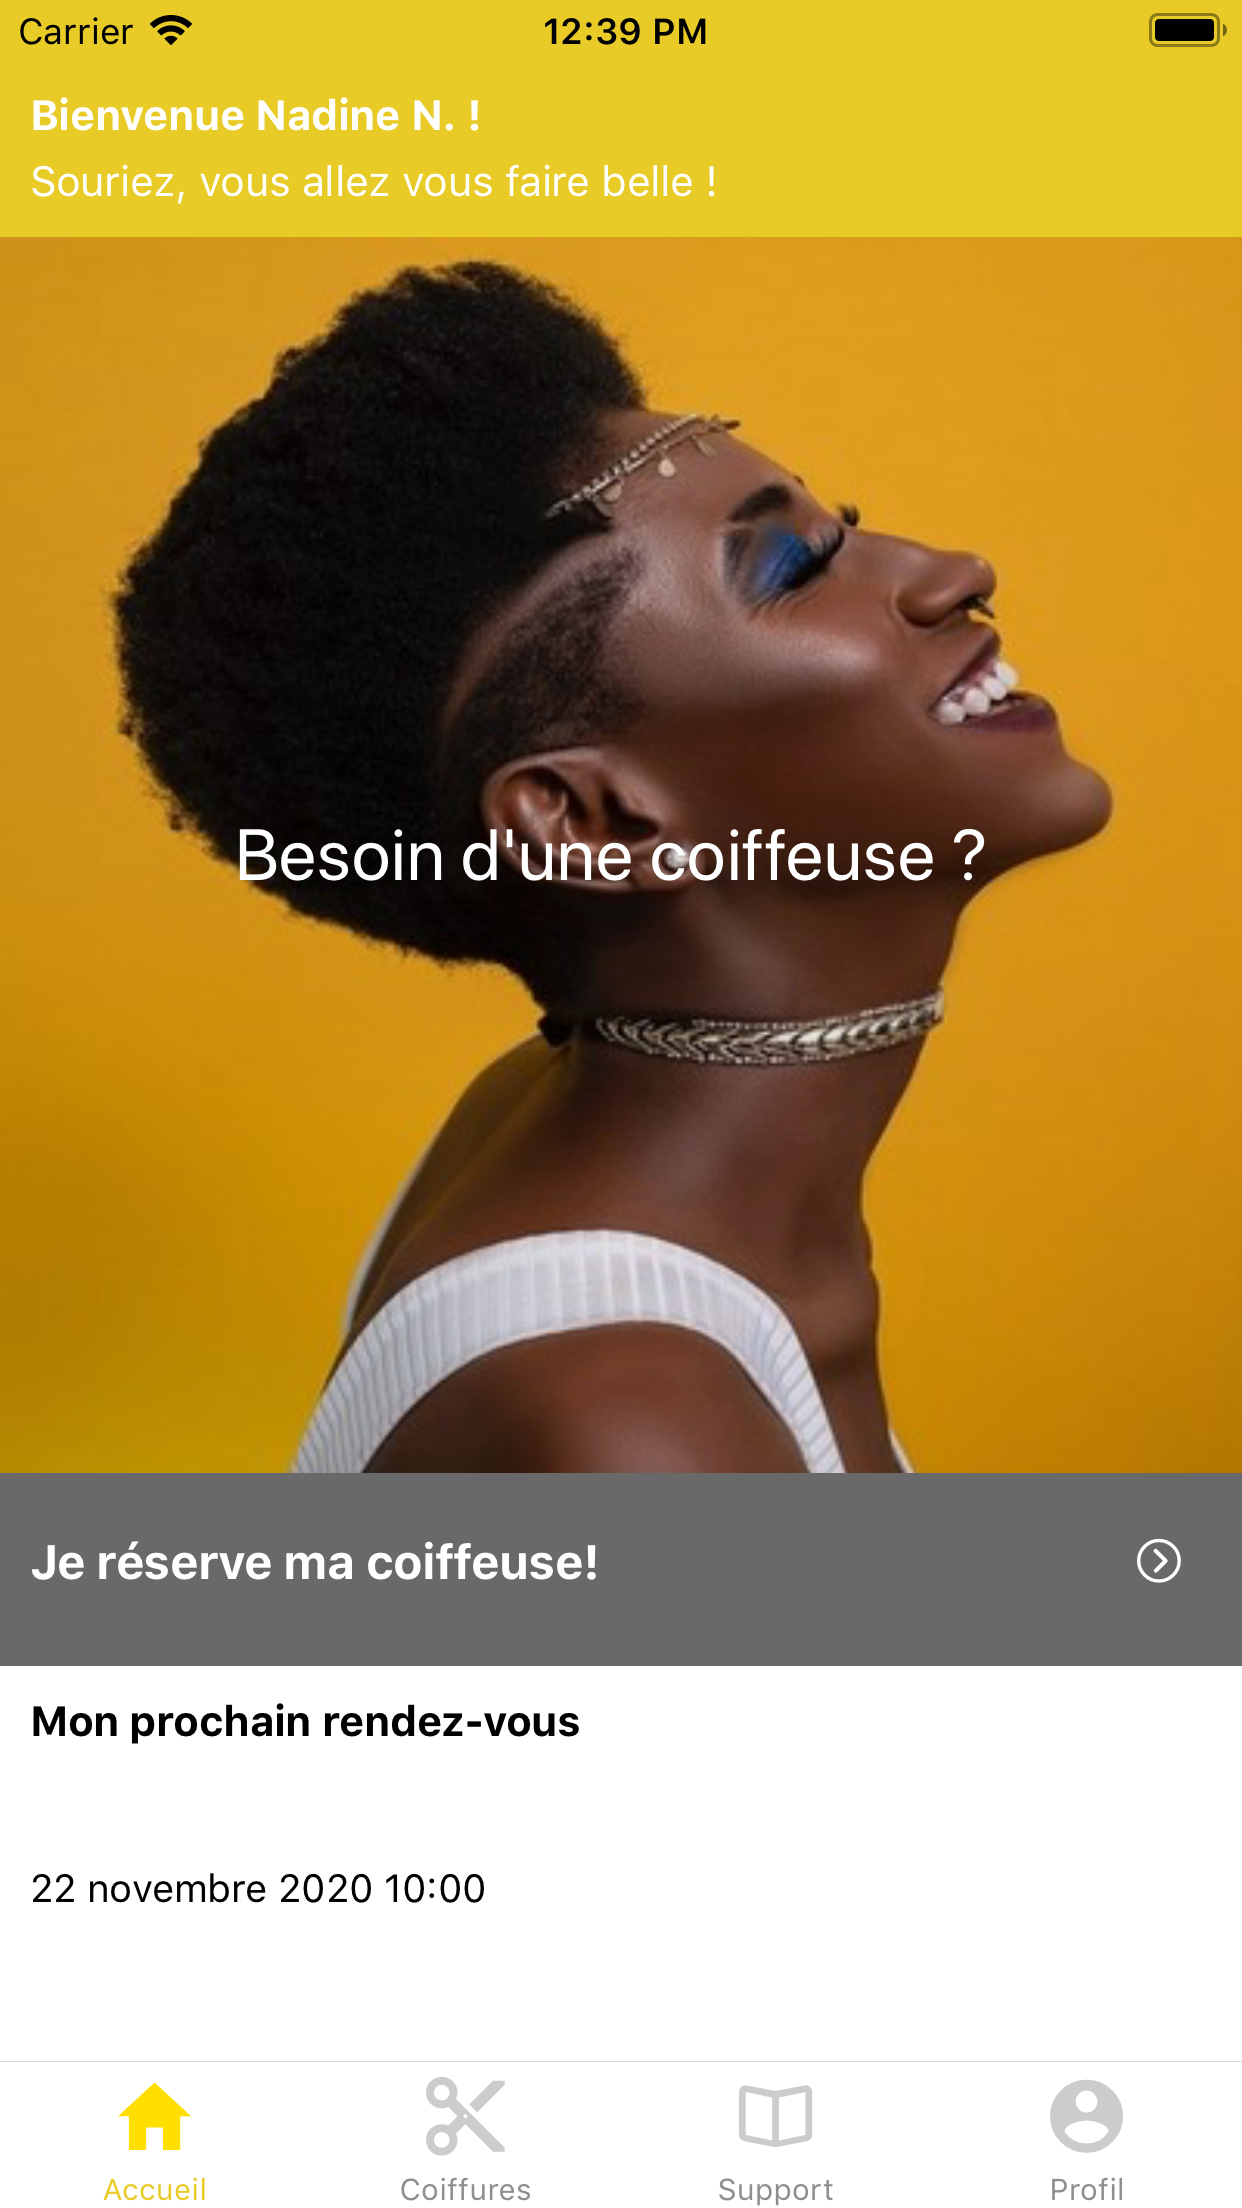 Carrier 12:39 PM
Bienvenue Nadine N. !
Souriez, vous allez vous faire belle !
Besoin d'une coiffeuse ?
Je réserve ma coiffeuse!
Mon prochain rendez-vous
22 novembre 2020 10:00
Accueil Coiffures Support Profil